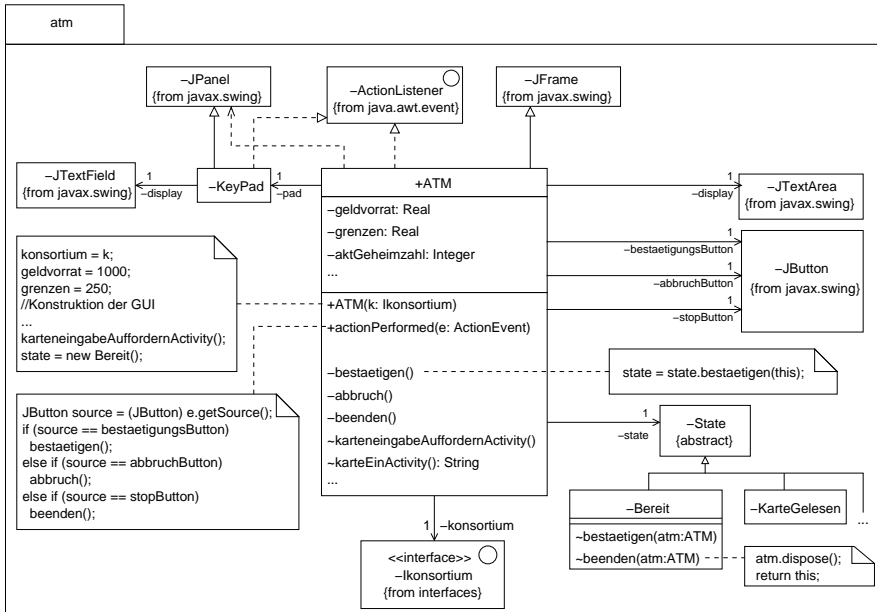 atm
−JPanel
{from javax.swing}
−ActionListener
{from java.awt.event}
−JFrame
{from javax.swing}
−JTextField
{from javax.swing}
1
−display
−KeyPad
1
−pad
+ATM
1
−display
−JTextArea
{from javax.swing}
−geldvorrat: Real
−grenzen: Real
−aktGeheimzahl: Integer
...
1
−bestaetigungsButton
1
−abbruchButton
1
−stopButton
−JButton
{from javax.swing}
konsortium = k;
geldvorrat = 1000;
grenzen = 250;
//Konstruktion der GUI
...
karteneingabeAuffordernActivity();
state = new Bereit();
+ATM(k: Ikonsortium)
+actionPerformed(e: ActionEvent)
−bestaetigen()
−abbruch()
−beenden()
~karteneingabeAuffordernActivity()
~karteEinActivity(): String
...
state = state.bestaetigen(this);
JButton source = (JButton) e.getSource();
if (source == bestaetigungsButton)
bestaetigen();
else if (source == abbruchButton)
abbruch();
else if (source == stopButton)
beenden();
1
−state
−State
{abstract}
−Bereit
~bestaetigen(atm:ATM)
~beenden(atm:ATM)
−KarteGelesen
...
atm.dispose();
return this;
1
−konsortium
<<interface>>
−Ikonsortium
{from interfaces}